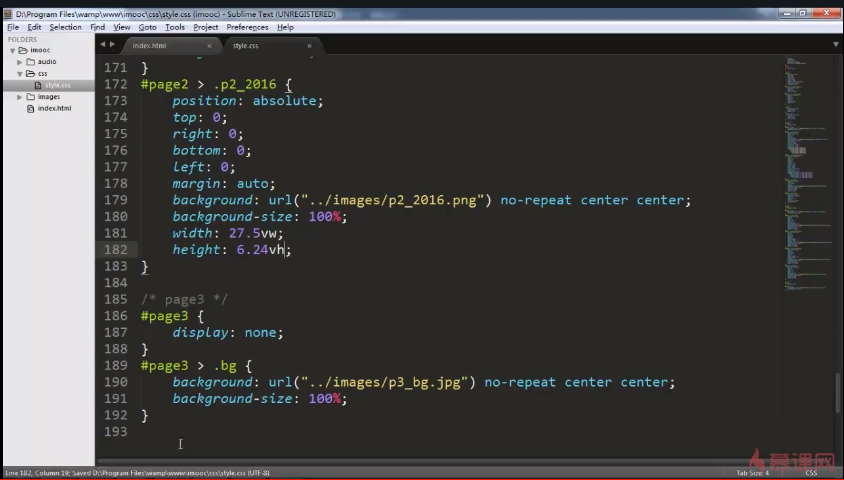 D:\Program Files\wamp\www\imooc\css\style.css (imooc) - Sublime Text (UNREGISTERED)
File Edit Selection Find View Goto Tools Project Preferences Help
FOLDERS
imooc
audio
css
style.css
images
index.html
index.html × style.css ×
171 }
172 #page2 > .p2_2016 {
173 position: absolute;
174 top: 0;
175 right: 0;
176 bottom: 0;
177 left: 0;
178 margin: auto;
179 background: url("../images/p2_2016.png") no-repeat center center;
180 background-size: 100%;
181 width: 27.5vw;
182 height: 6.24vh;
183 }
184
185 /* page3 */
186 #page3 {
187 display: none;
188 }
189 #page3 > .bg {
190 background: url("../images/p3_bg.jpg") no-repeat center center;
191 background-size: 100%;
192 }
193
慕课网
Line 182, Column 19; Saved D:\Program Files\wamp\www\imooc\css\style.css (UTF-8)
Tab Size: 4
CSS